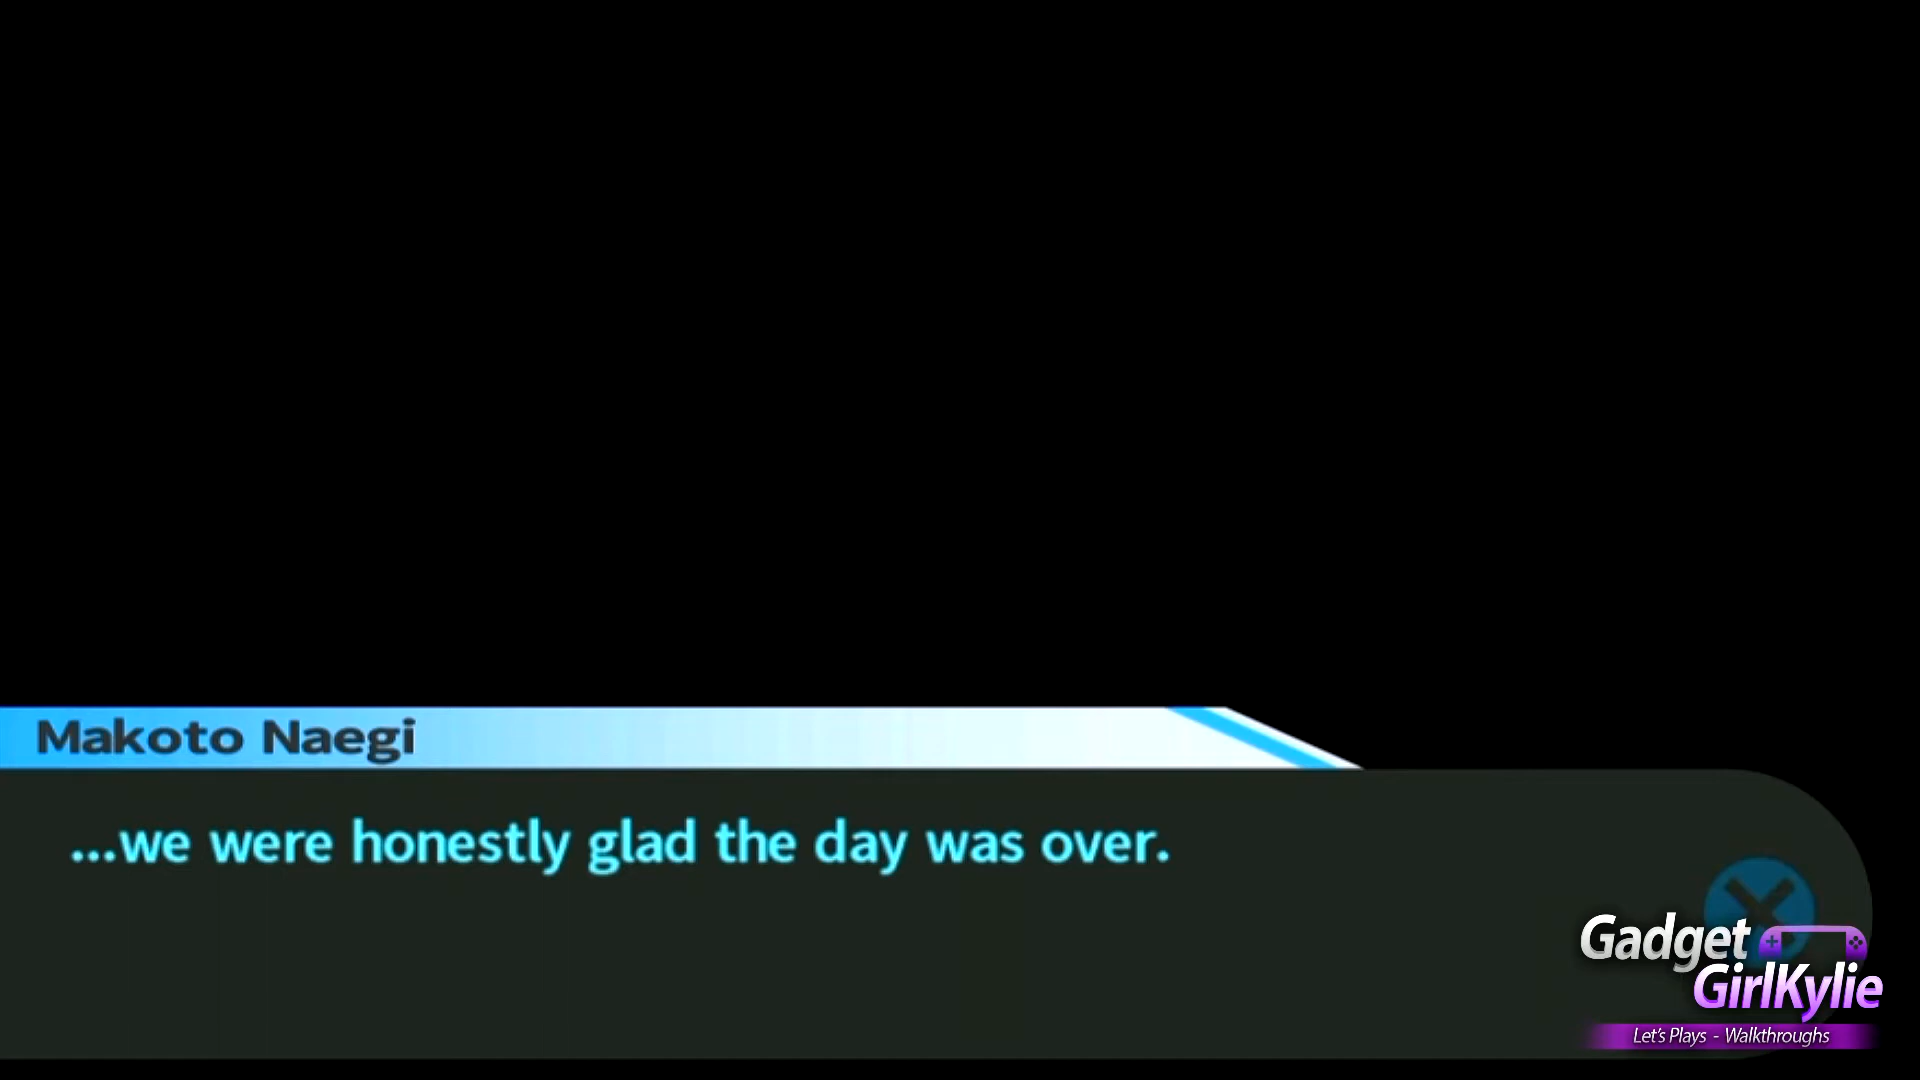 Makoto Naegi
...we were honestly glad the day was over.
Gadget
GirlKylie
Let's Plays - Walkthroughs